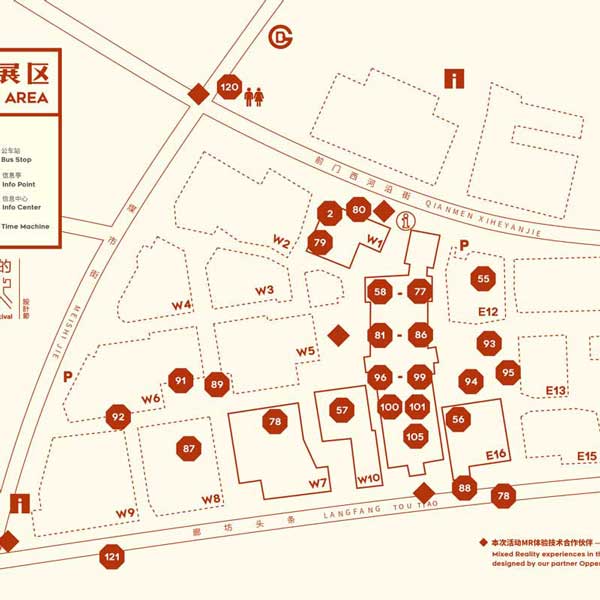 展区
AREA
公车站
Bus Stop
信息亭
Info Point
信息中心
Info Center
Time Machine
的
設計節
ival
120
前门西河沿街 QIANMEN XIHEYANJIE
煤市街 MEISHI JIE
2
80
79
W2
W1
P
55
58 - 77
E12
W4
W3
81 - 86
93
W5
P
91
89
96 - 99
94
95
E13
W6
92
78
57
100
101
56
87
105
E16
E15
W7
W10
W8
W9
88
78
廊坊头条 LANGFANG TOU TIAO
121
本次活动MR体验技术合作伙伴 –
Mixed Reality experiences in th
designed by our partner Opper